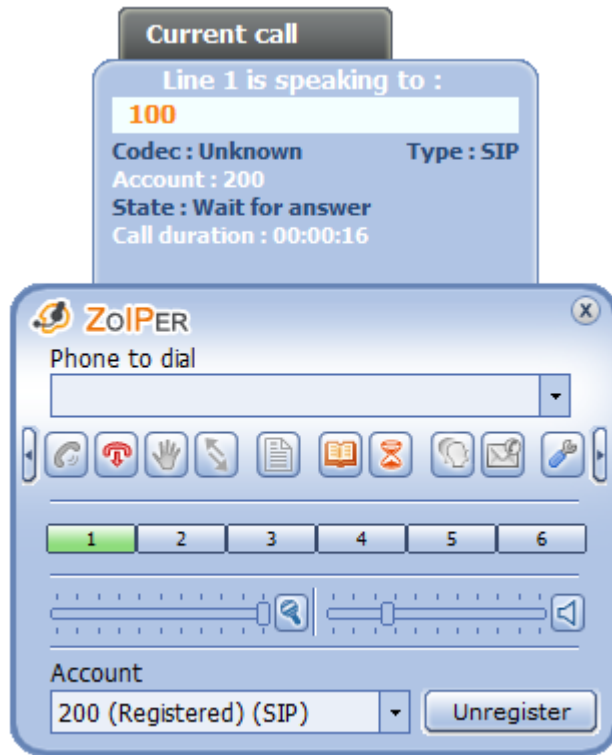 Current call
Line 1 is speaking to :
100
Codec : Unknown Type : SIP
Account : 200
State : Wait for answer
Call duration : 00:00:16
ZOIPER
Phone to dial
1 2 3 4 5 6
Account
200 (Registered) (SIP) Unregister